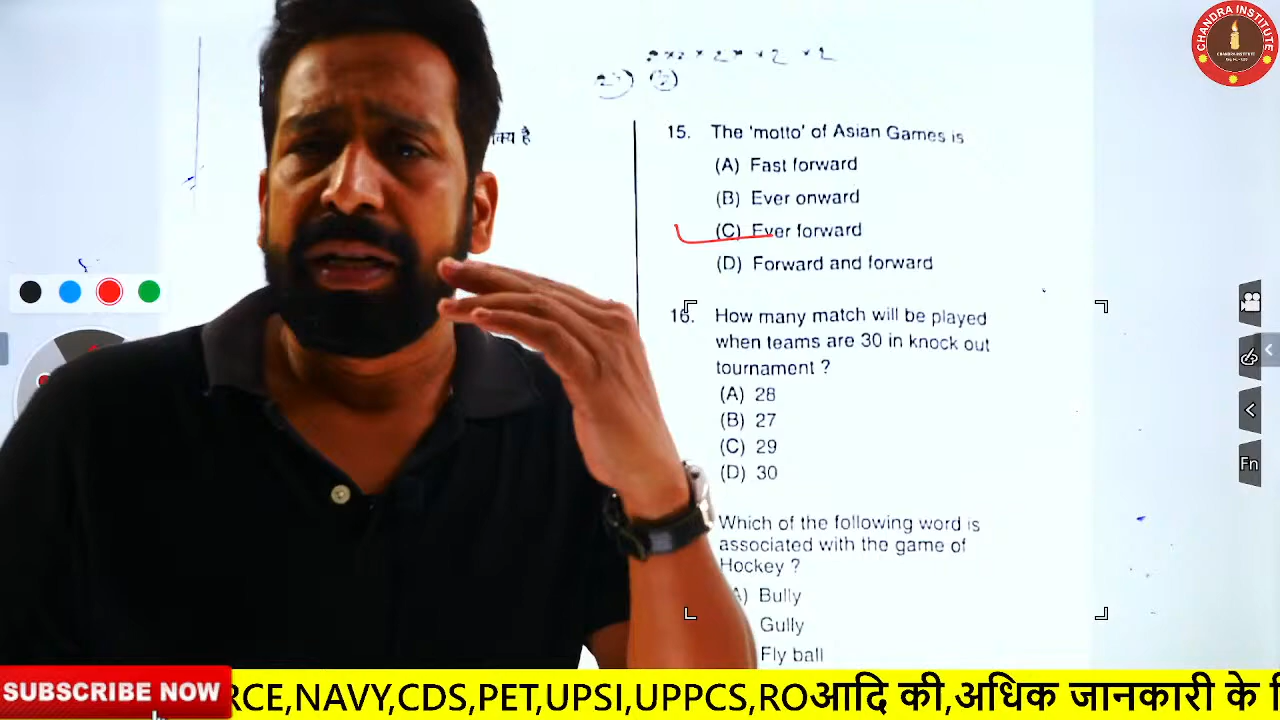 CHANDRA INSTITUTE
है
15. The 'motto' of Asian Games is
(A) Fast forward
(B) Ever onward
(C) Ever forward
(D) Forward and forward
16. How many match will be played
when teams are 30 in knock out
tournament ?
(A) 28
(B) 27
(C) 29
(D) 30
Which of the following word is
associated with the game of
Hockey ?
A) Bully
Gully
Fly ball
Fn
SUBSCRIBE NOW
RCE,NAVY,CDS,PET,UPSI,UPPCS,ROआदि की,अधिक जानकारी के